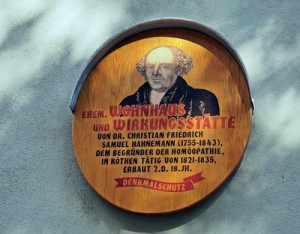 EHEM. WOHNHAUS
UND WIRKUNGSSTÄTTE
VON DR. CHRISTIAN FRIEDRICH
SAMUEL HAHNEMANN (1755-1843),
DEM BEGRÜNDER DER HOMÖOPATHIE,
IN KÖTHEN TÄTIG VON 1821-1835,
ERBAUT 2.D. 18.JH.
DENKMALSCHUTZ